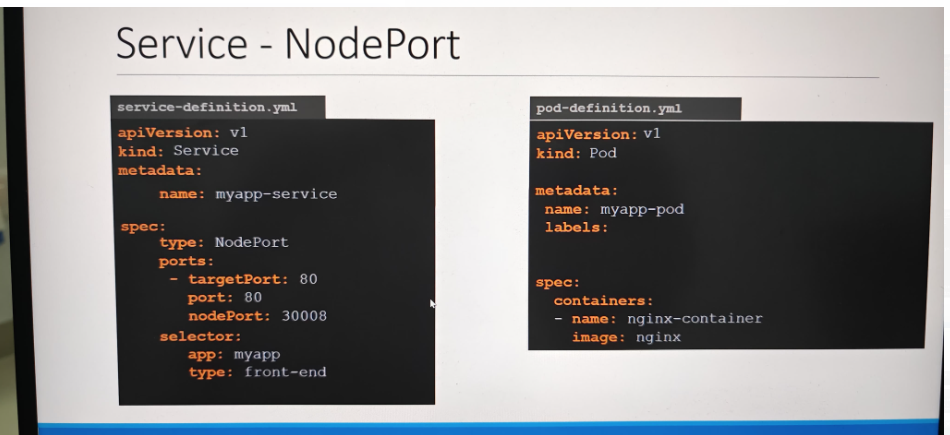 Service - NodePort
service-definition.yml
apiVersion: v1
kind: Service
metadata:
name: myapp-service
spec:
type: NodePort
ports:
- targetPort: 80
port: 80
nodePort: 30008
selector:
app: myapp
type: front-end
pod-definition.yml
apiVersion: v1
kind: Pod
metadata:
name: myapp-pod
labels:
spec:
containers:
- name: nginx-container
image: nginx